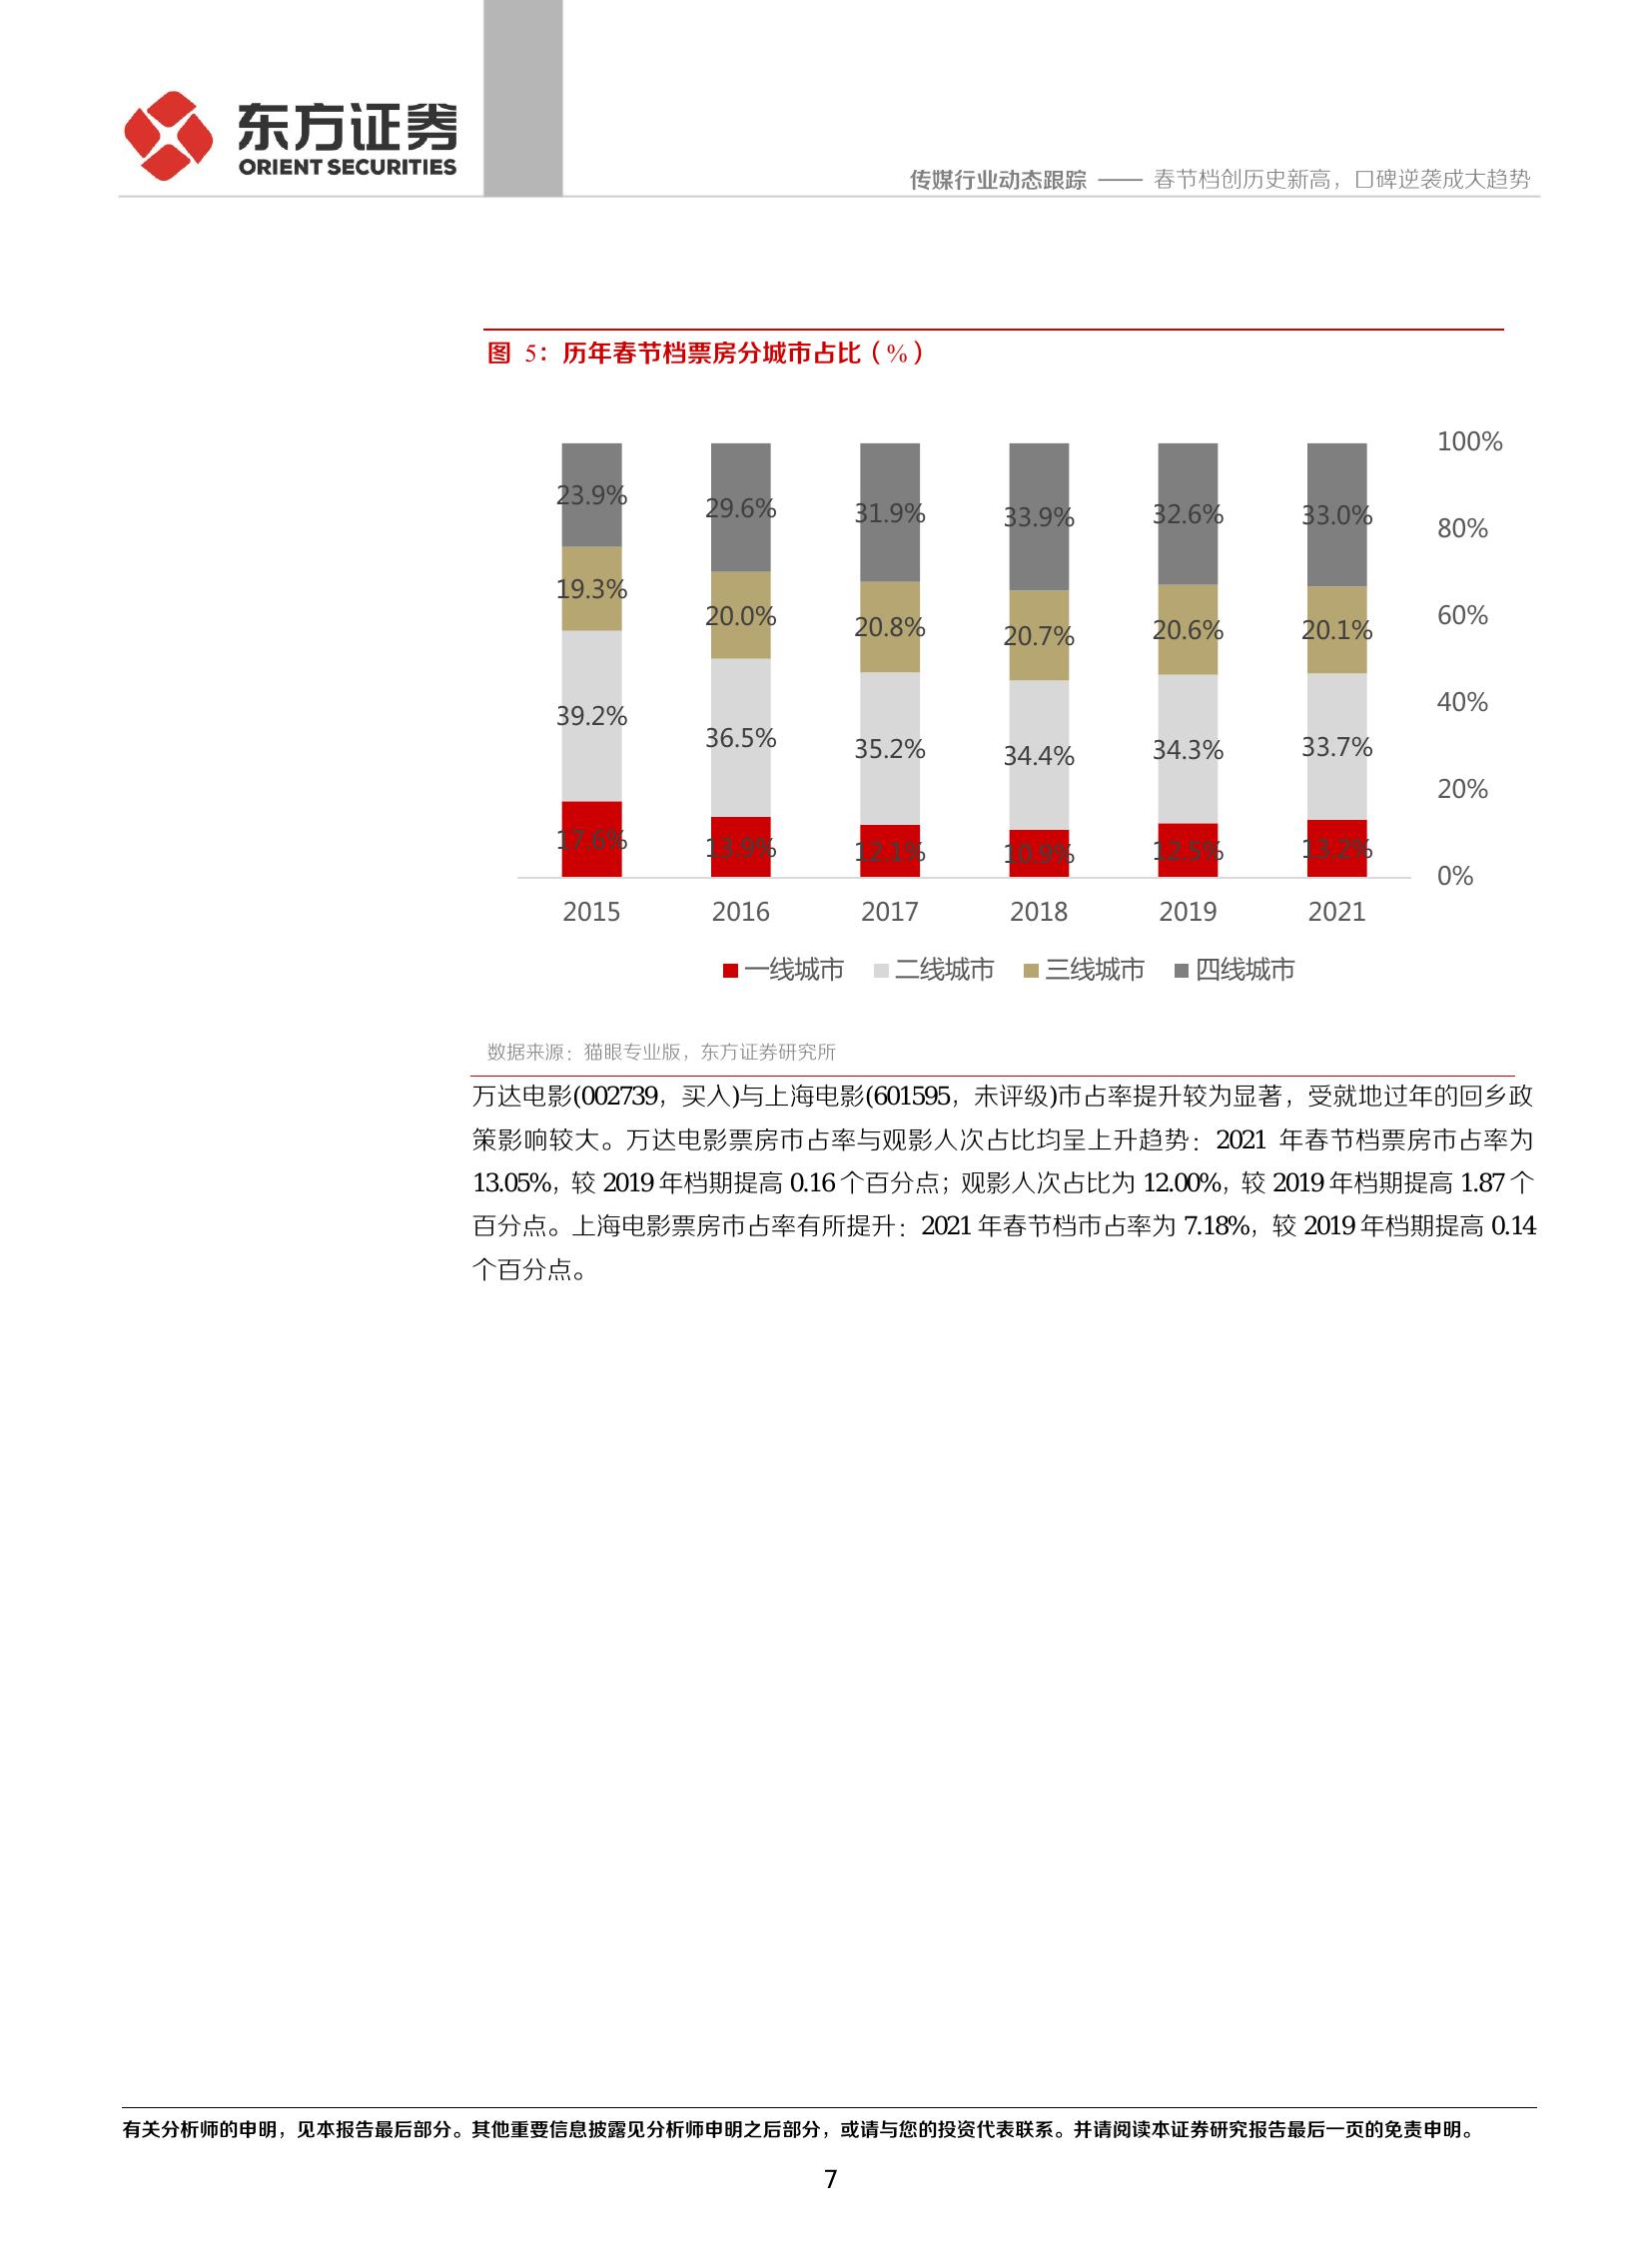 东方证券
ORIENT SECURITIES
传媒行业动态跟踪 —— 春节档创历史新高，口碑逆袭成大趋势
图 5：历年春节档票房分城市占比（%）
100%
23.9% 29.6% 31.9% 33.9% 32.6% 33.0%
80%
19.3% 20.0% 20.8% 20.7% 20.6% 20.1%
60%
39.2% 36.5% 35.2% 34.4% 34.3% 33.7%
40%
20%
17.6% 13.9% 12.1% 10.9% 12.5% 13.2%
0%
2015 2016 2017 2018 2019 2021
一线城市 二线城市 三线城市 四线城市
数据来源：猫眼专业版，东方证券研究所
万达电影(002739，买入)与上海电影(601595，未评级)市占率提升较为显著，受就地过年的回乡政
策影响较大。万达电影票房市占率与观影人次占比均呈上升趋势：2021 年春节档票房市占率为
13.05%，较 2019 年档期提高 0.16 个百分点；观影人次占比为 12.00%，较 2019 年档期提高 1.87 个
百分点。上海电影票房市占率有所提升：2021 年春节档市占率为 7.18%，较 2019 年档期提高 0.14
个百分点。
有关分析师的申明，见本报告最后部分。其他重要信息披露见分析师申明之后部分，或请与您的投资代表联系。并请阅读本证券研究报告最后一页的免责申明。
7